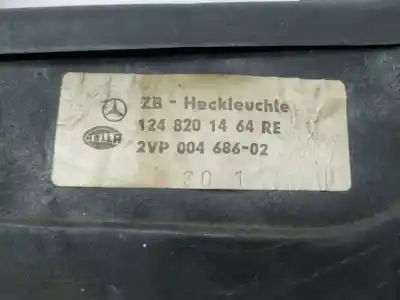 ZB - Heckleuchte
124 820 14 64 RE
HELLA
2VP 004 686-02